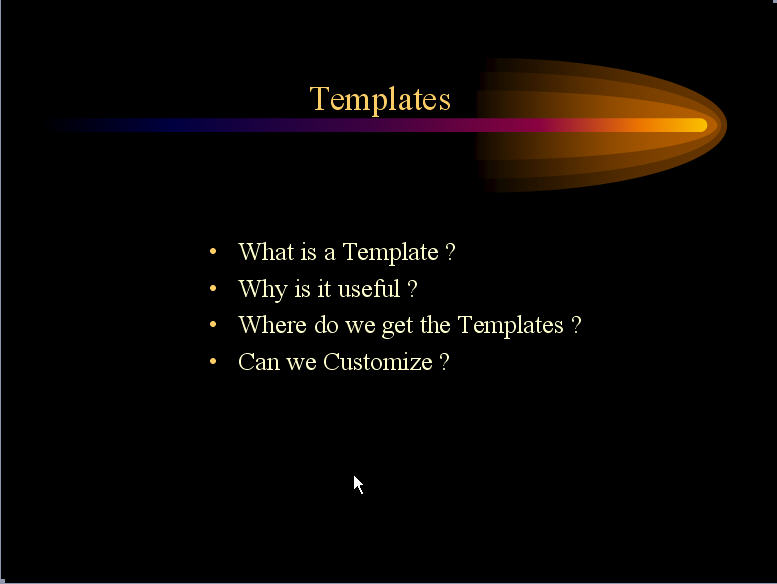 Templates
• What is a Template ?
• Why is it useful ?
• Where do we get the Templates ?
• Can we Customize ?